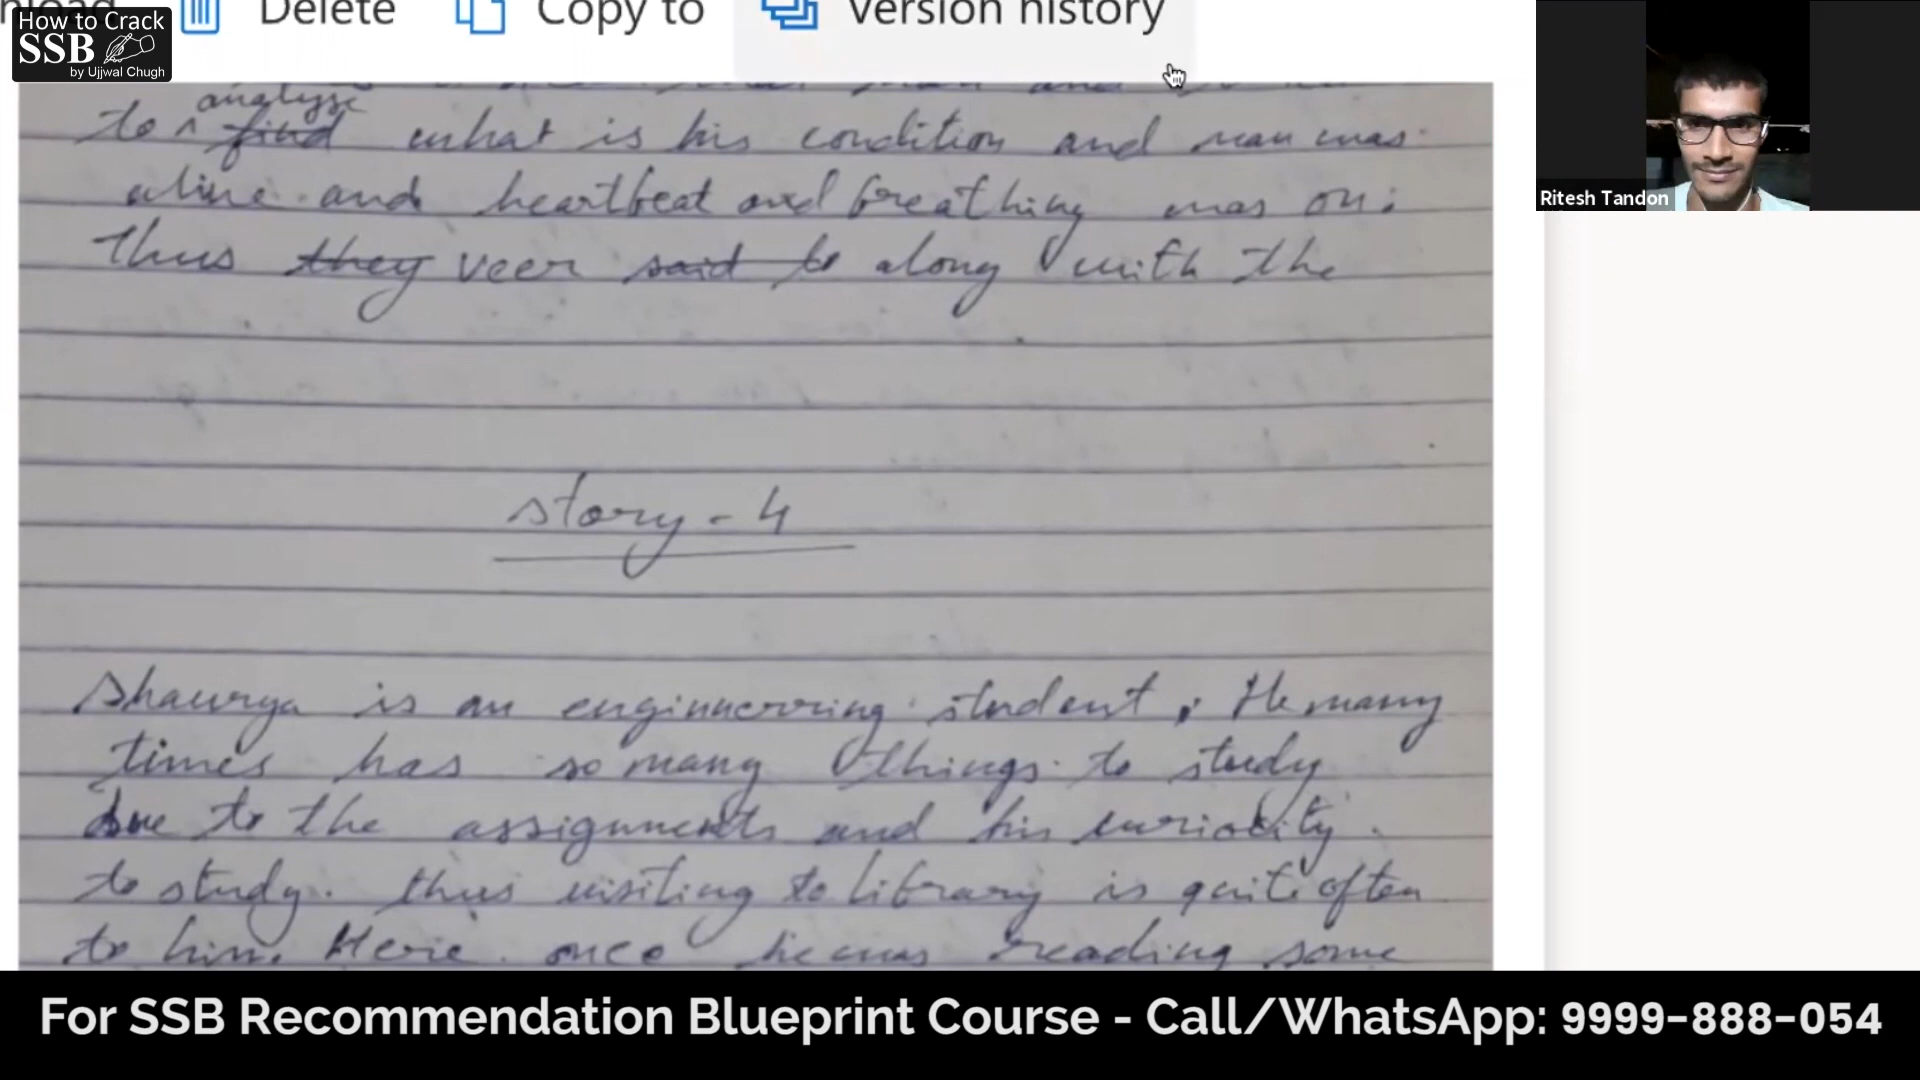 nload Delete Copy to Version history
How to Crack
SSB
by Ujjwal Chugh
Ritesh Tandon
analyze
to ^ find what is his condition and man was
alive and heartbeat and breathing was on.
Thus they veer said to along with the
story - 4
Shaurya is an enginnerring student, He many
times has so many things to study
due to the assignments and his curiocity.
to study. thus visiting to library is quite often
to him. Here once he was reading some
For SSB Recommendation Blueprint Course - Call/WhatsApp: 9999-888-054